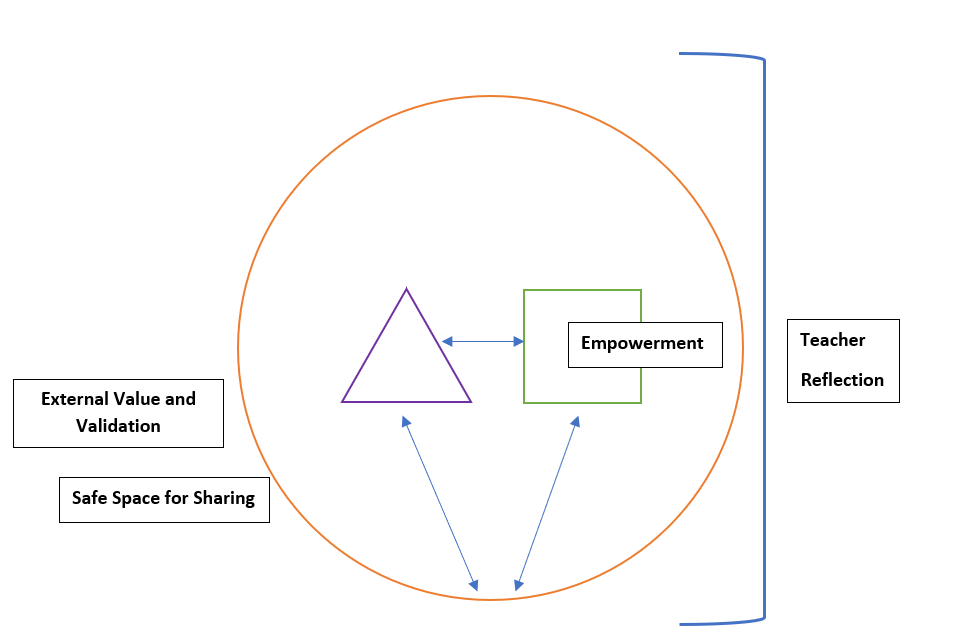 Empowerment
Teacher
Reflection
External Value and
Validation
Safe Space for Sharing